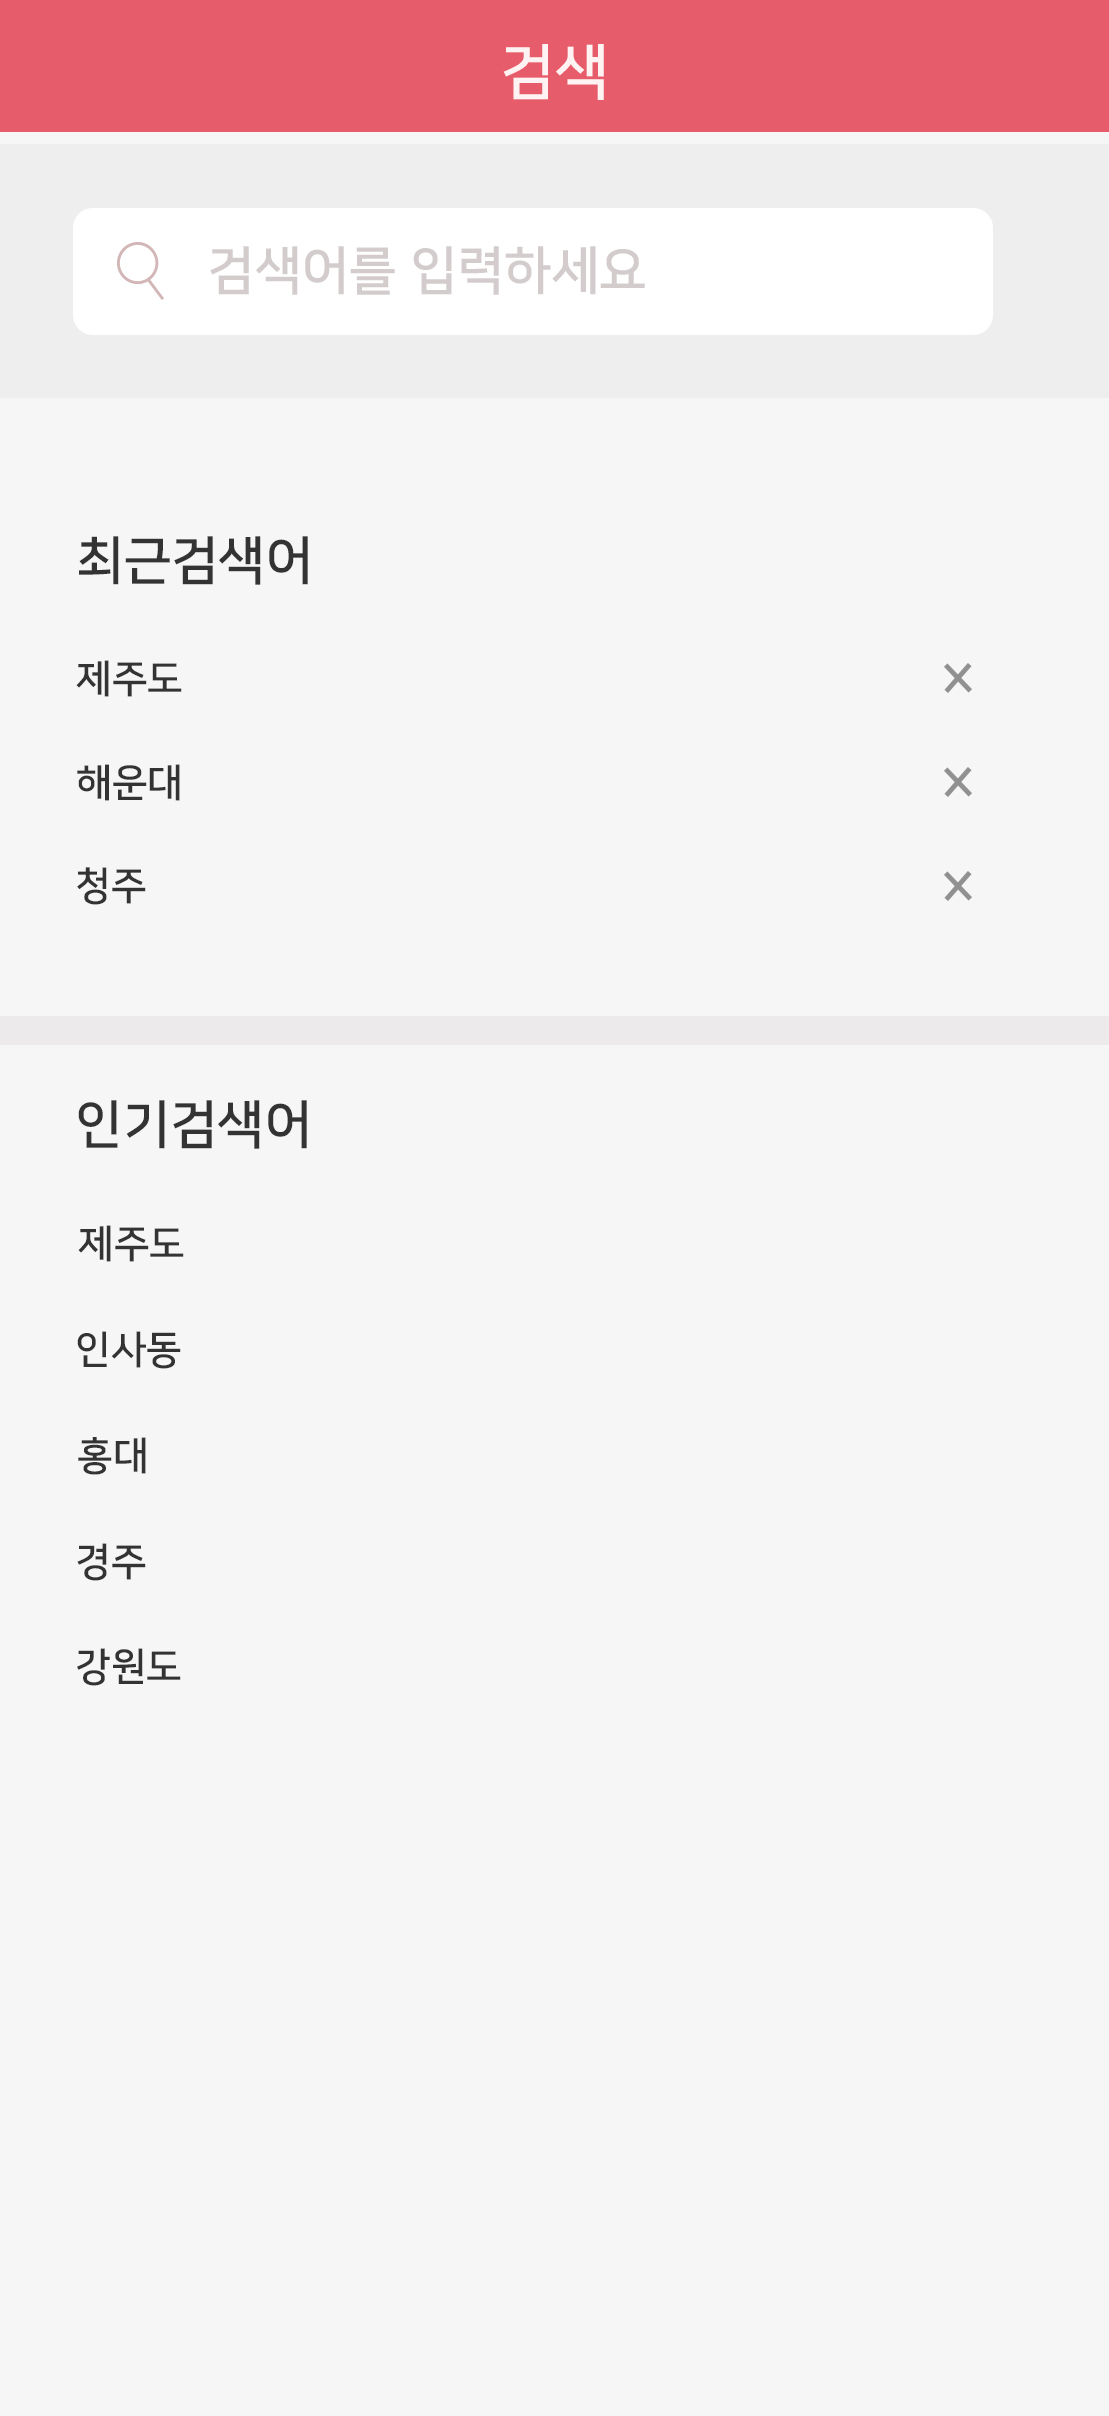 검색
검색어를 입력하세요
최근검색어
제주도
해운대
청주
인기검색어
제주도
인사동
홍대
경주
강원도